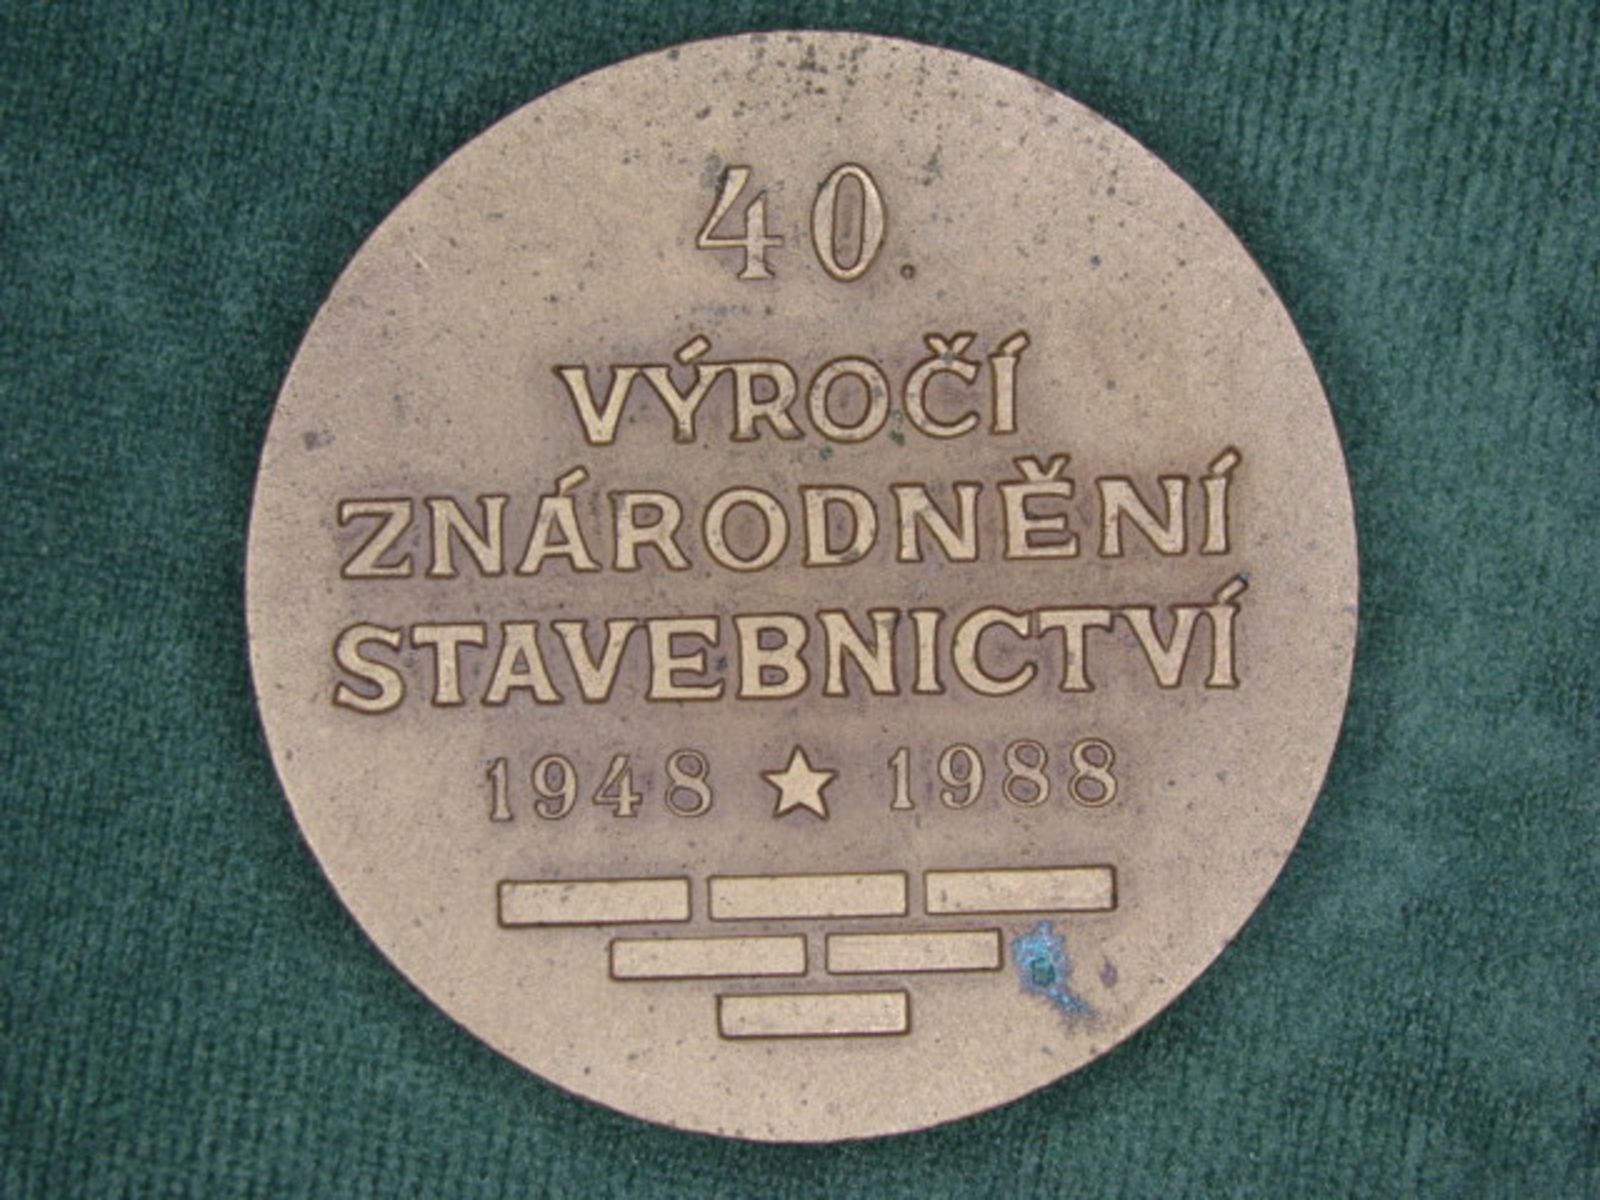 40.
VÝROČÍ
ZNÁRODNĚNÍ
STAVEBNICTVÍ
1948 ★ 1988